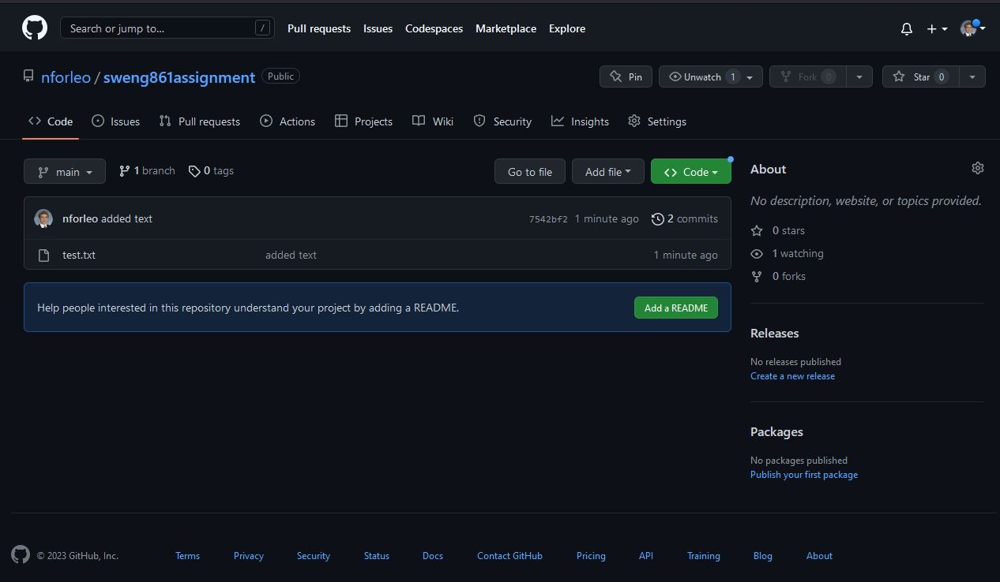 Search or jump to... / Pull requests Issues Codespaces Marketplace Explore
nforleo / sweng861assignment Public Pin Unwatch 1 Fork 0 Star 0
Code Issues Pull requests Actions Projects Wiki Security Insights Settings
main 1 branch 0 tags Go to file Add file Code
nforleo added text 7542bf2 1 minute ago 2 commits
test.txt added text 1 minute ago
Help people interested in this repository understand your project by adding a README. Add a README
About
No description, website, or topics provided.
0 stars
1 watching
0 forks
Releases
No releases published
Create a new release
Packages
No packages published
Publish your first package
© 2023 GitHub, Inc. Terms Privacy Security Status Docs Contact GitHub Pricing API Training Blog About